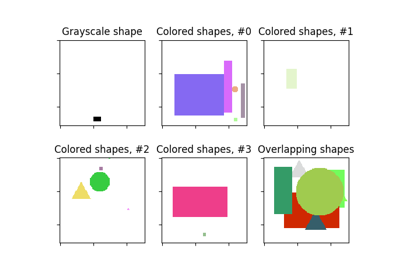 Grayscale shape
Colored shapes, #0
Colored shapes, #1
Colored shapes, #2
Colored shapes, #3
Overlapping shapes